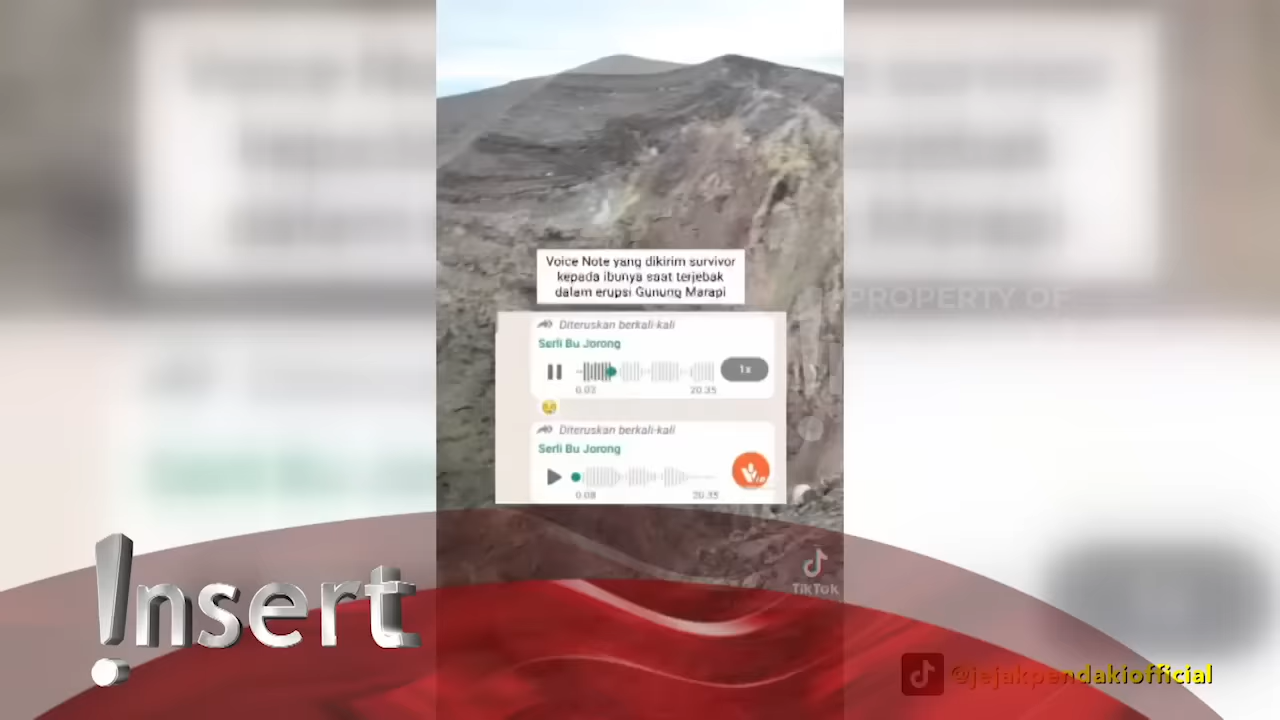 PROPERTY OF
Voice Note yang dikirim survivor
kepada ibunya saat terjebak
dalam erupsi Gunung Marapi
Diteruskan berkali-kali
Serli Bu Jorong
1x
0.02
20.35
Diteruskan berkali-kali
Serli Bu Jorong
0.08
20.35
TikTok
!nsert
@jejakpendakiofficial